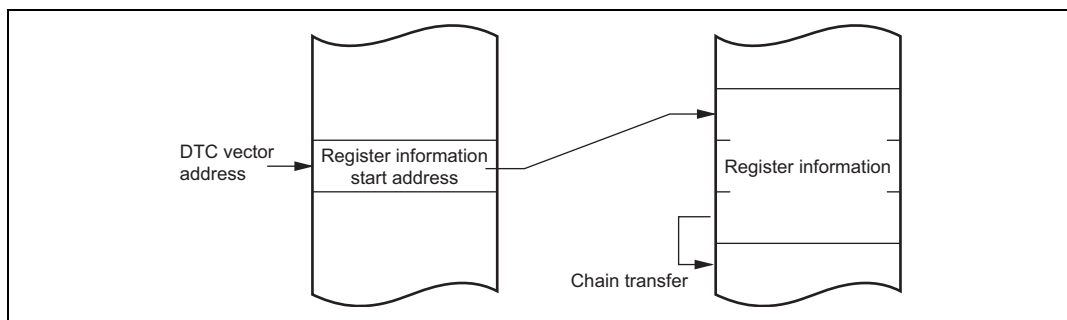 DTC vector
address
Register information
start address
Register information
Chain transfer